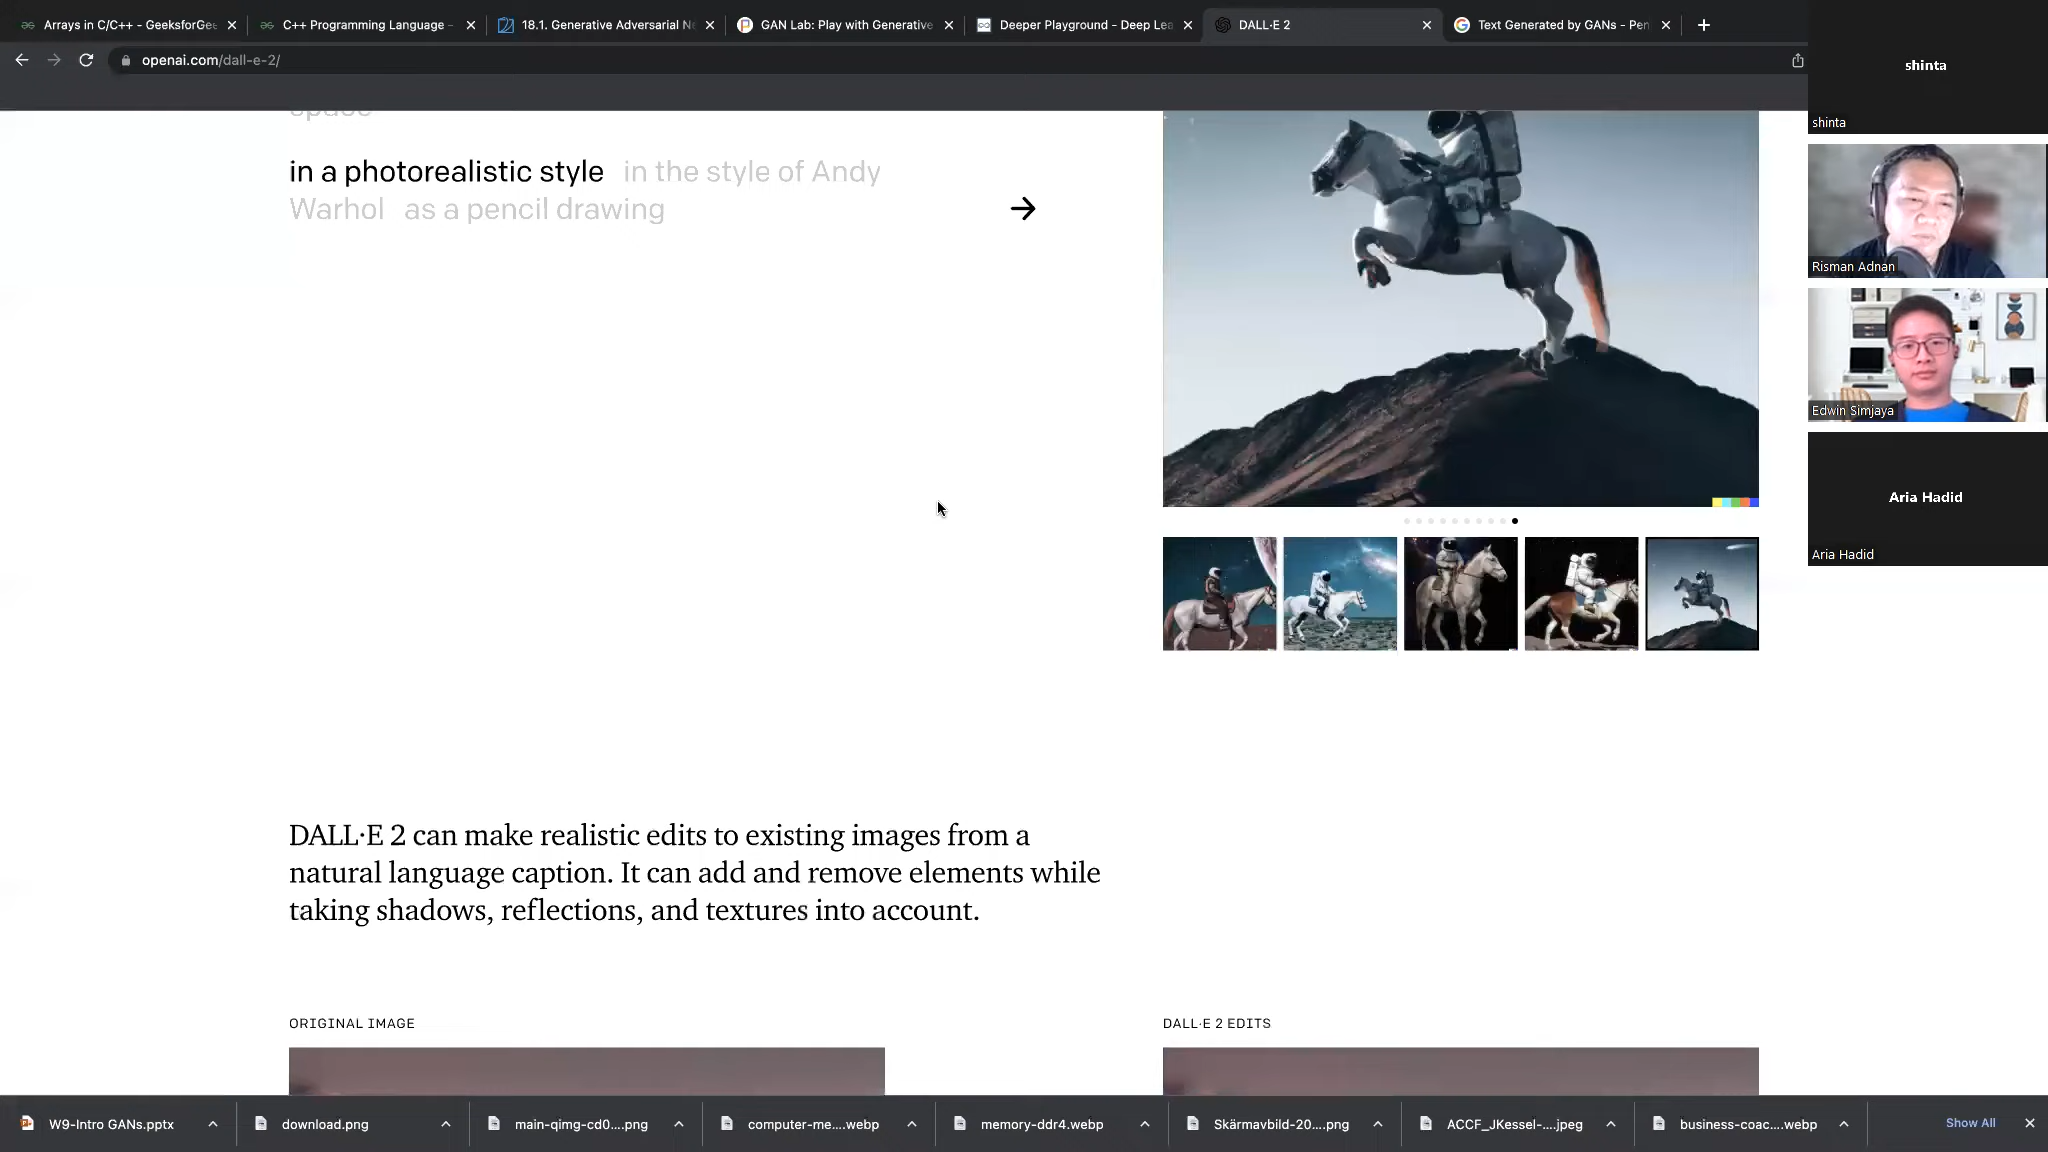 Arrays in C/C++ - GeeksforGee
C++ Programming Language -
18.1. Generative Adversarial Ne
GAN Lab: Play with Generative
Deeper Playground - Deep Lea
DALL·E 2
Text Generated by GANs - Pen
openai.com/dall-e-2/
space
in a photorealistic style in the style of Andy
Warhol as a pencil drawing
DALL·E 2 can make realistic edits to existing images from a
natural language caption. It can add and remove elements while
taking shadows, reflections, and textures into account.
ORIGINAL IMAGE
DALL·E 2 EDITS
shinta
shinta
Risman Adnan
Edwin Simjaya
Aria Hadid
Aria Hadid
W9-Intro GANs.pptx
download.png
main-qimg-cd0....png
computer-me....webp
memory-ddr4.webp
Skärmavbild-20....png
ACCF_JKessel-....jpeg
business-coac....webp
Show All